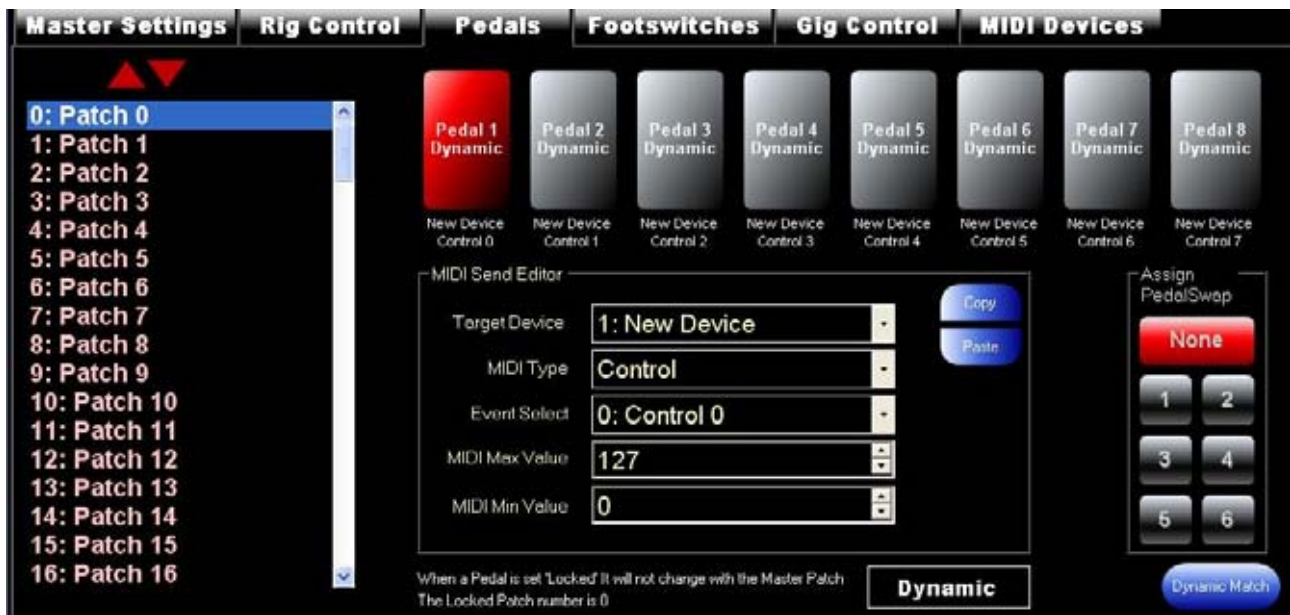 Master Settings Rig Control Pedals Footswitches Gig Control MIDI Devices
0: Patch 0
1: Patch 1
2: Patch 2
3: Patch 3
4: Patch 4
5: Patch 5
6: Patch 6
7: Patch 7
8: Patch 8
9: Patch 9
10: Patch 10
11: Patch 11
12: Patch 12
13: Patch 13
14: Patch 14
15: Patch 15
16: Patch 16
Pedal 1 Pedal 2 Pedal 3 Pedal 4 Pedal 5 Pedal 6 Pedal 7 Pedal 8
Dynamic Dynamic Dynamic Dynamic Dynamic Dynamic Dynamic Dynamic
New Device New Device New Device New Device New Device New Device New Device New Device
Control 0 Control 1 Control 2 Control 3 Control 4 Control 5 Control 6 Control 7
MIDI Send Editor
Target Device 1: New Device
MIDI Type Control
Event Select 0: Control 0
MIDI Max Value 127
MIDI Min Value 0
Copy
Paste
Assign
PedalSwap
None
1 2
3 4
5 6
When a Pedal is set 'Locked' It will not change with the Master Patch
The Locked Patch number is 0
Dynamic
Dynamic Match